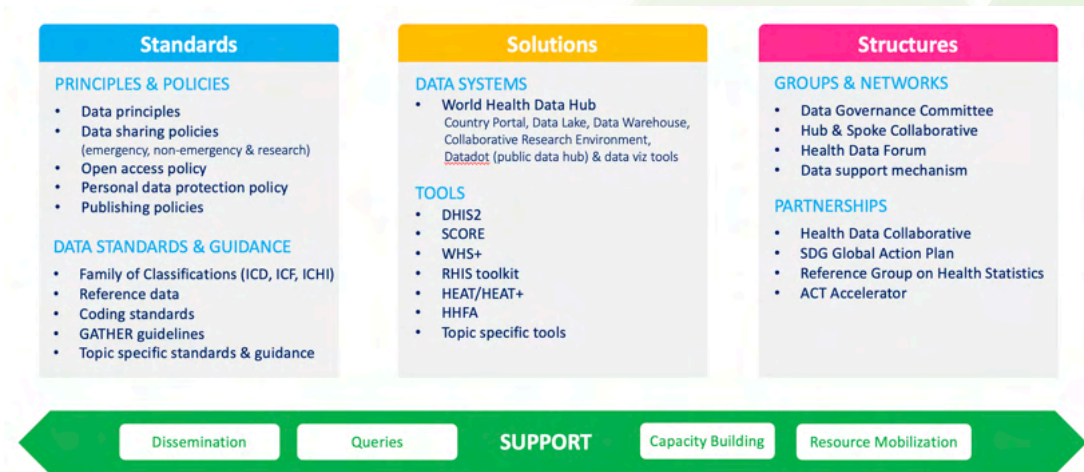 Standards
PRINCIPLES & POLICIES
• Data principles
• Data sharing policies
(emergency, non-emergency & research)
• Open access policy
• Personal data protection policy
• Publishing policies
DATA STANDARDS & GUIDANCE
• Family of Classifications (ICD, ICF, ICHI)
• Reference data
• Coding standards
• GATHER guidelines
• Topic specific standards & guidance
Solutions
DATA SYSTEMS
• World Health Data Hub
Country Portal, Data Lake, Data Warehouse,
Collaborative Research Environment,
Datadot (public data hub) & data viz tools
TOOLS
• DHIS2
• SCORE
• WHS+
• RHIS toolkit
• HEAT/HEAT+
• HHFA
• Topic specific tools
Structures
GROUPS & NETWORKS
• Data Governance Committee
• Hub & Spoke Collaborative
• Health Data Forum
• Data support mechanism
PARTNERSHIPS
• Health Data Collaborative
• SDG Global Action Plan
• Reference Group on Health Statistics
• ACT Accelerator
Dissemination Queries SUPPORT Capacity Building Resource Mobilization